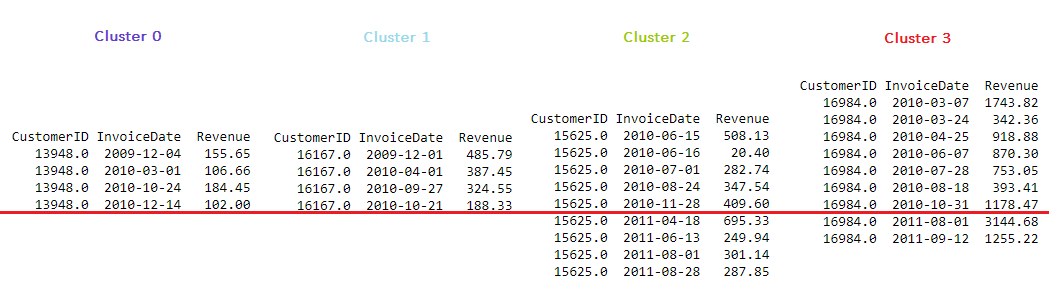 Cluster 0
Cluster 1
Cluster 2
Cluster 3
CustomerID InvoiceDate Revenue
13948.0 2009-12-04 155.65
13948.0 2010-03-01 106.66
13948.0 2010-10-24 184.45
13948.0 2010-12-14 102.00
CustomerID InvoiceDate Revenue
16167.0 2009-12-01 485.79
16167.0 2010-04-01 387.45
16167.0 2010-09-27 324.55
16167.0 2010-10-21 188.33
CustomerID InvoiceDate Revenue
15625.0 2010-06-15 508.13
15625.0 2010-06-16 20.40
15625.0 2010-07-01 282.74
15625.0 2010-08-24 347.54
15625.0 2010-11-28 409.60
15625.0 2011-04-18 695.33
15625.0 2011-06-13 249.94
15625.0 2011-08-01 301.14
15625.0 2011-08-28 287.85
CustomerID InvoiceDate Revenue
16984.0 2010-03-07 1743.82
16984.0 2010-03-24 342.36
16984.0 2010-04-25 918.88
16984.0 2010-06-07 870.30
16984.0 2010-07-28 753.05
16984.0 2010-08-18 393.41
16984.0 2010-10-31 1178.47
16984.0 2011-08-01 3144.68
16984.0 2011-09-12 1255.22